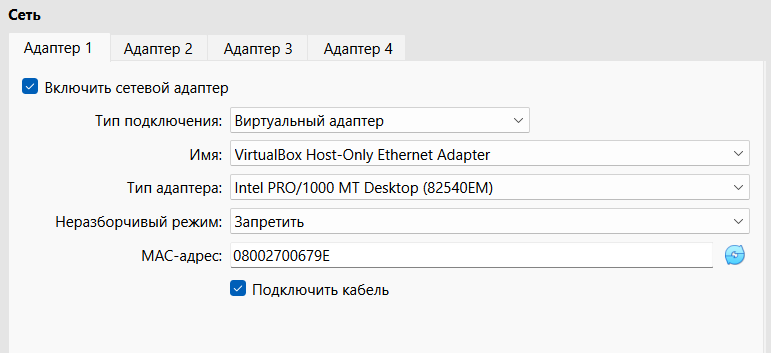 Сеть
Адаптер 1 Адаптер 2 Адаптер 3 Адаптер 4
Включить сетевой адаптер
Тип подключения: Виртуальный адаптер
Имя: VirtualBox Host-Only Ethernet Adapter
Тип адаптера: Intel PRO/1000 MT Desktop (82540EM)
Неразборчивый режим: Запретить
MAC-адрес: 08002700679E
Подключить кабель